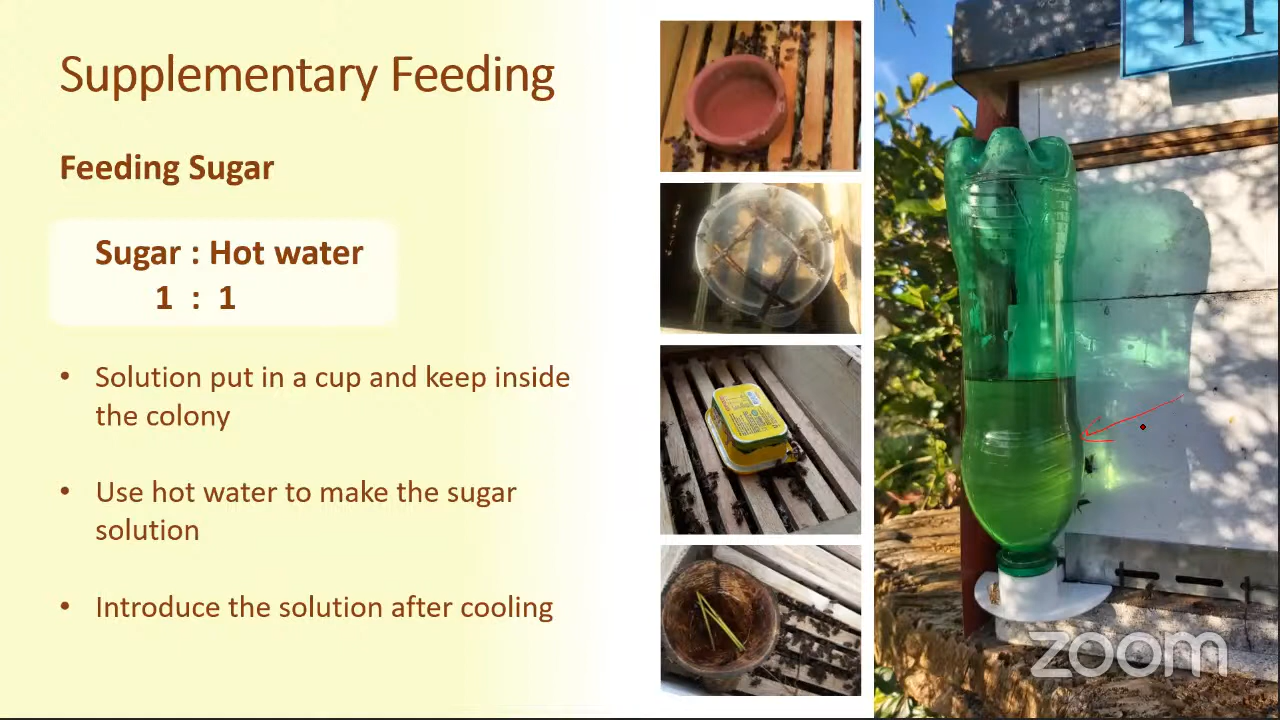 Supplementary Feeding
Feeding Sugar
Sugar : Hot water
1 : 1
• Solution put in a cup and keep inside
the colony
• Use hot water to make the sugar
solution
• Introduce the solution after cooling
zoom